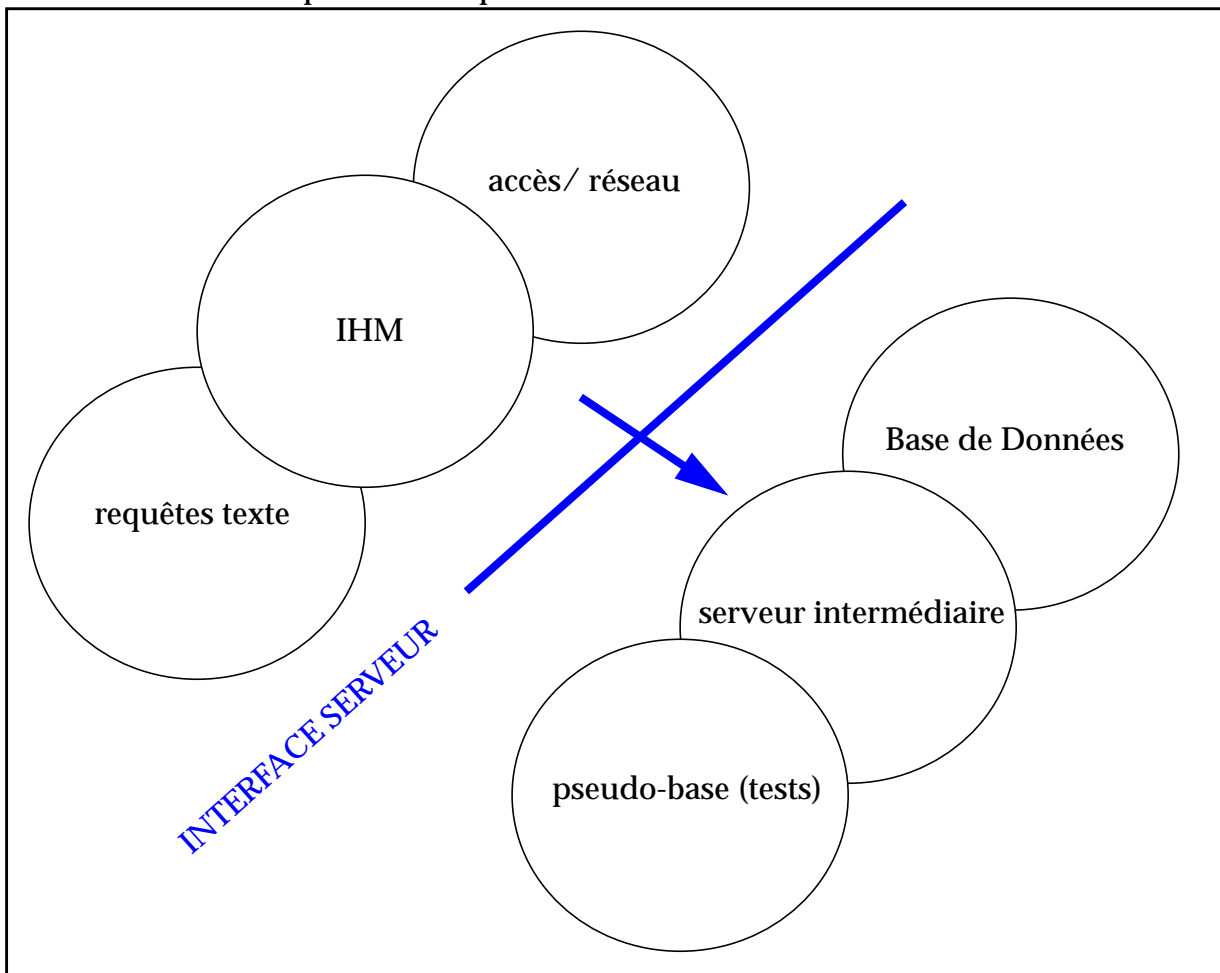 accès/ réseau
IHM
Base de Données
requêtes texte
serveur intermédiaire
INTERFACE SERVEUR
pseudo-base (tests)